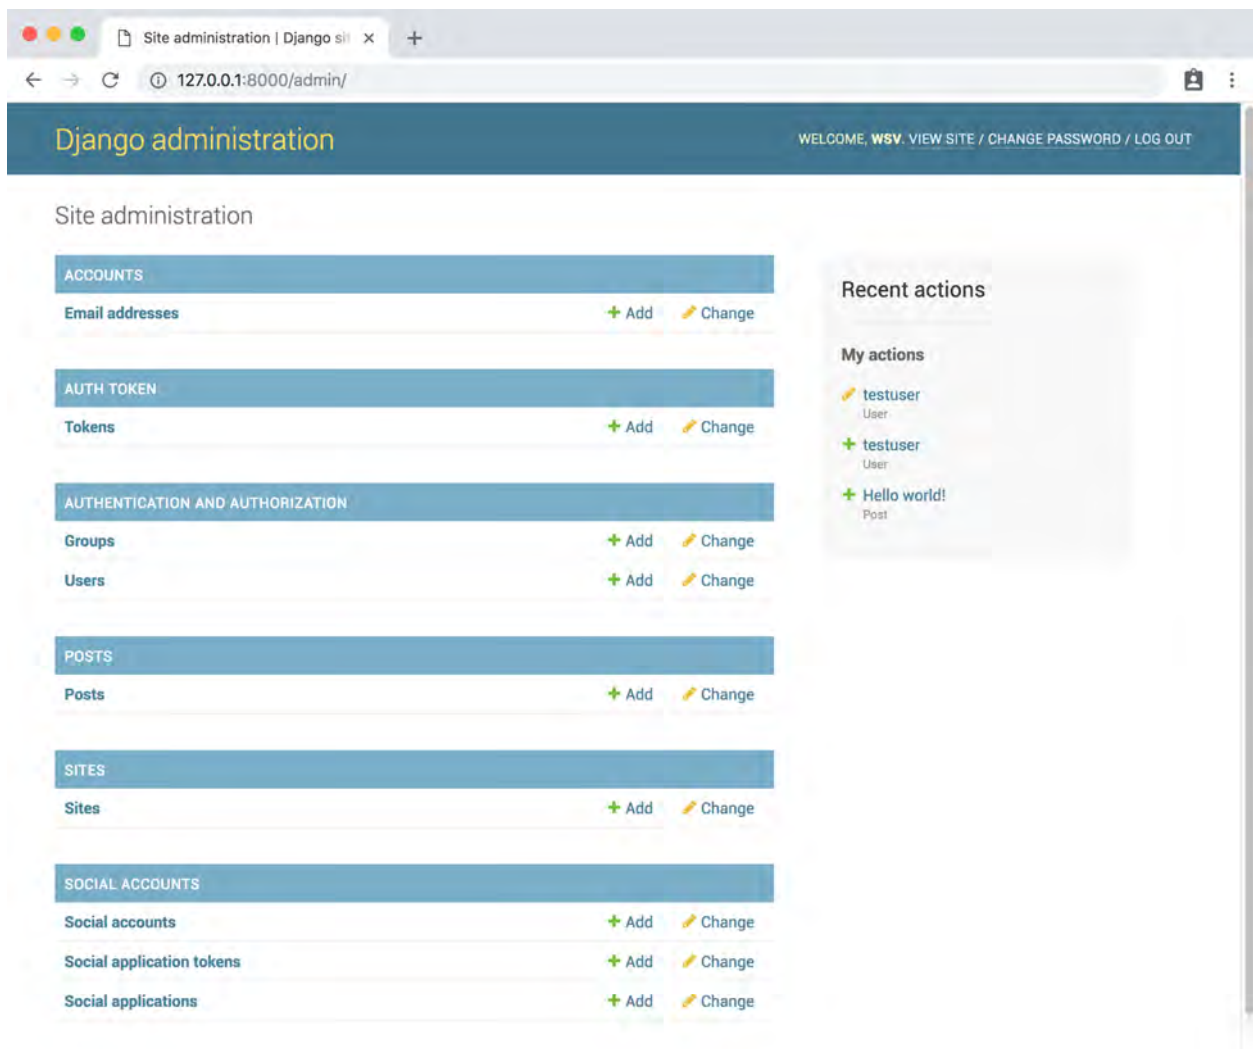 Site administration | Django sit
127.0.0.1:8000/admin/
Django administration
WELCOME, WSV. VIEW SITE / CHANGE PASSWORD / LOG OUT
Site administration
ACCOUNTS
Email addresses Add Change
AUTH TOKEN
Tokens Add Change
AUTHENTICATION AND AUTHORIZATION
Groups Add Change
Users Add Change
POSTS
Posts Add Change
SITES
Sites Add Change
SOCIAL ACCOUNTS
Social accounts Add Change
Social application tokens Add Change
Social applications Add Change
Recent actions
My actions
testuser
User
testuser
User
Hello world!
Post